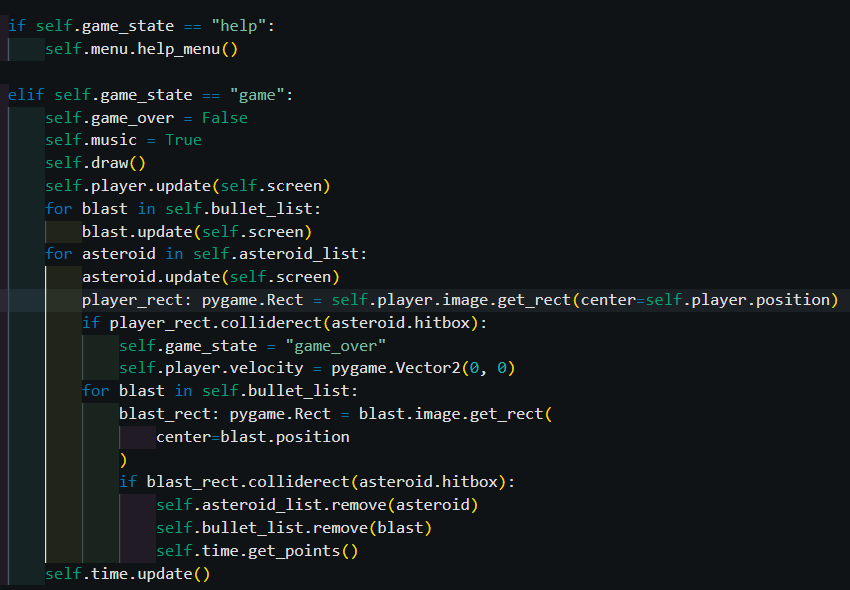 if self.game_state == "help":
    self.menu.help_menu()

elif self.game_state == "game":
    self.game_over = False
    self.music = True
    self.draw()
    self.player.update(self.screen)
    for blast in self.bullet_list:
        blast.update(self.screen)
    for asteroid in self.asteroid_list:
        asteroid.update(self.screen)
        player_rect: pygame.Rect = self.player.image.get_rect(center=self.player.position)
        if player_rect.colliderect(asteroid.hitbox):
            self.game_state = "game_over"
            self.player.velocity = pygame.Vector2(0, 0)
        for blast in self.bullet_list:
            blast_rect: pygame.Rect = blast.image.get_rect(
                center=blast.position
            )
            if blast_rect.colliderect(asteroid.hitbox):
                self.asteroid_list.remove(asteroid)
                self.bullet_list.remove(blast)
                self.time.get_points()
    self.time.update()